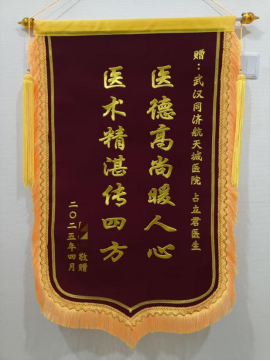 赠：武汉同济航天城医院 占立君医生
医德高尚暖人心
医术精湛传四方
敬赠
二〇二五年四月